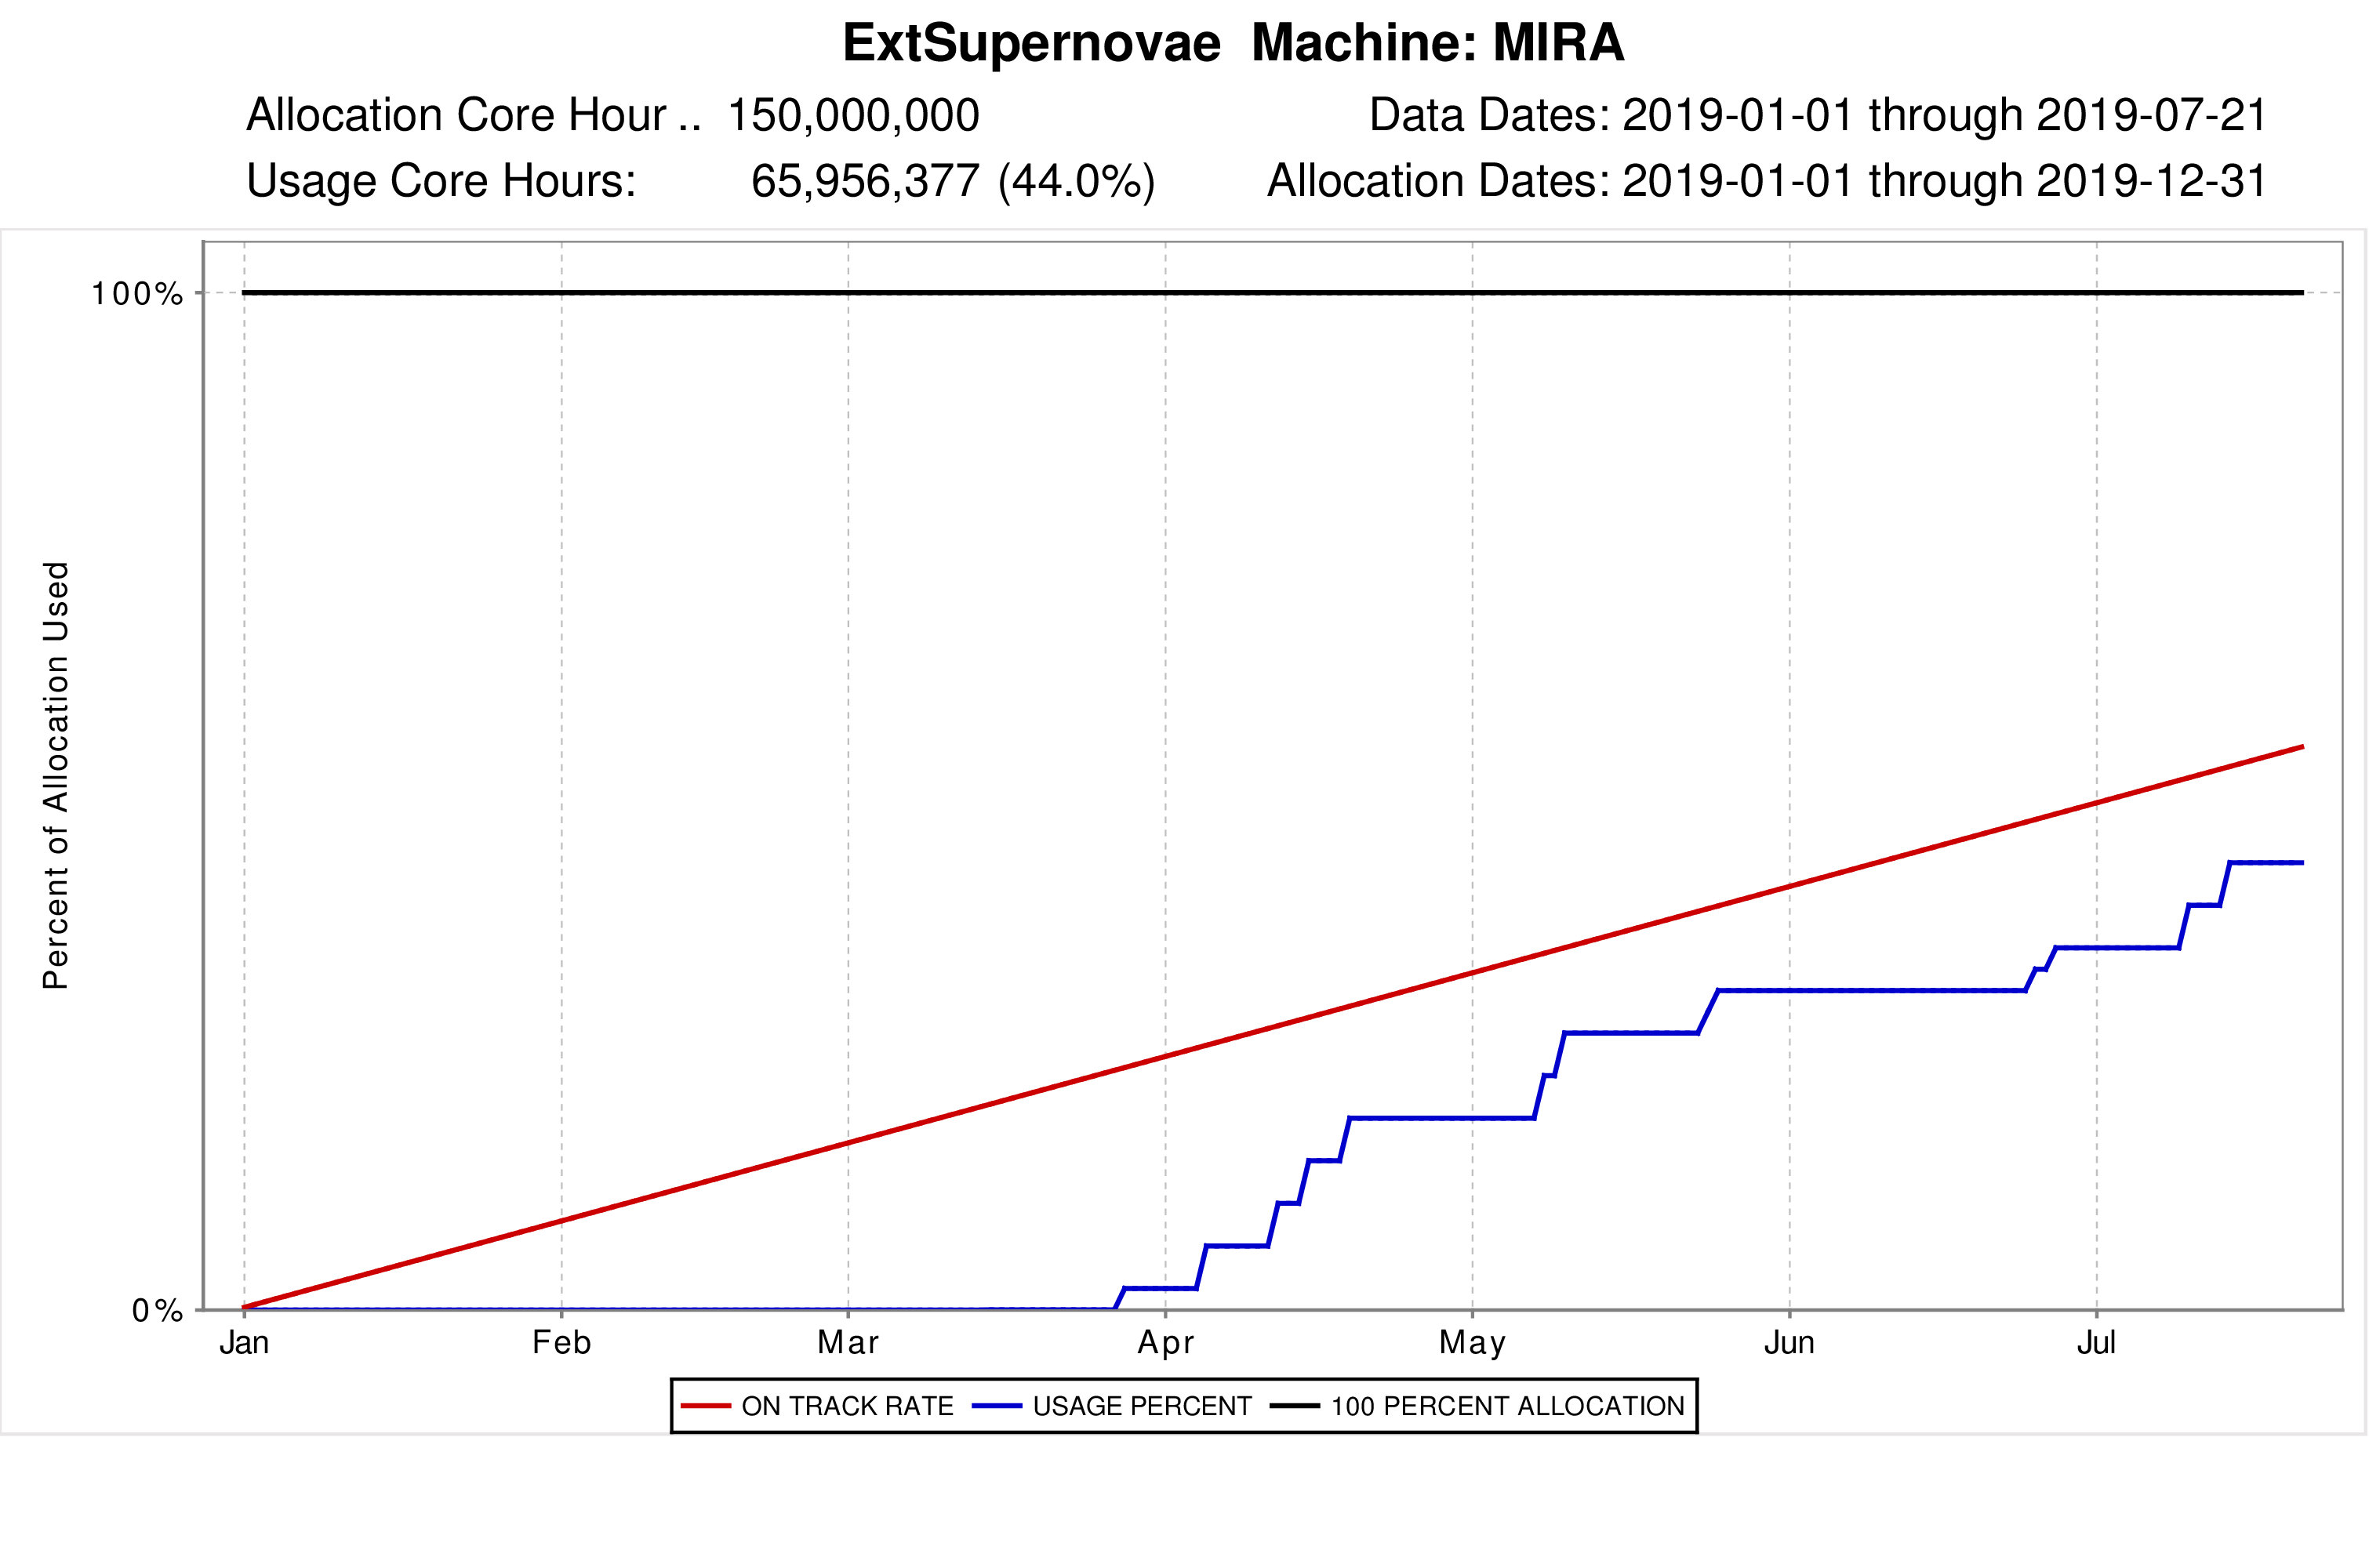 ExtSupernovae Machine: MIRA
Allocation Core Hour .. 150,000,000 Data Dates: 2019-01-01 through 2019-07-21
Usage Core Hours: 65,956,377 (44.0%) Allocation Dates: 2019-01-01 through 2019-12-31
100%
Percent of Allocation Used
0%
Jan Feb Mar Apr May Jun Jul
ON TRACK RATE USAGE PERCENT 100 PERCENT ALLOCATION